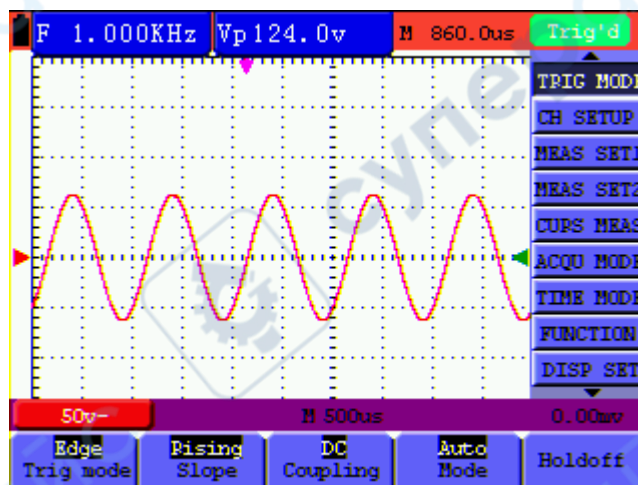 F 1.000KHz Vp124.0v M 860.0us Trig'd
TRIG MODE
CH SETUP
MEAS SET1
MEAS SET2
CURS MEAS
ACQU MODE
TIME MODE
FUNCTION
DISP SET
50v~ M 500us 0.00mv
Edge Rising DC Auto
Trig mode Slope Coupling Mode Holdoff